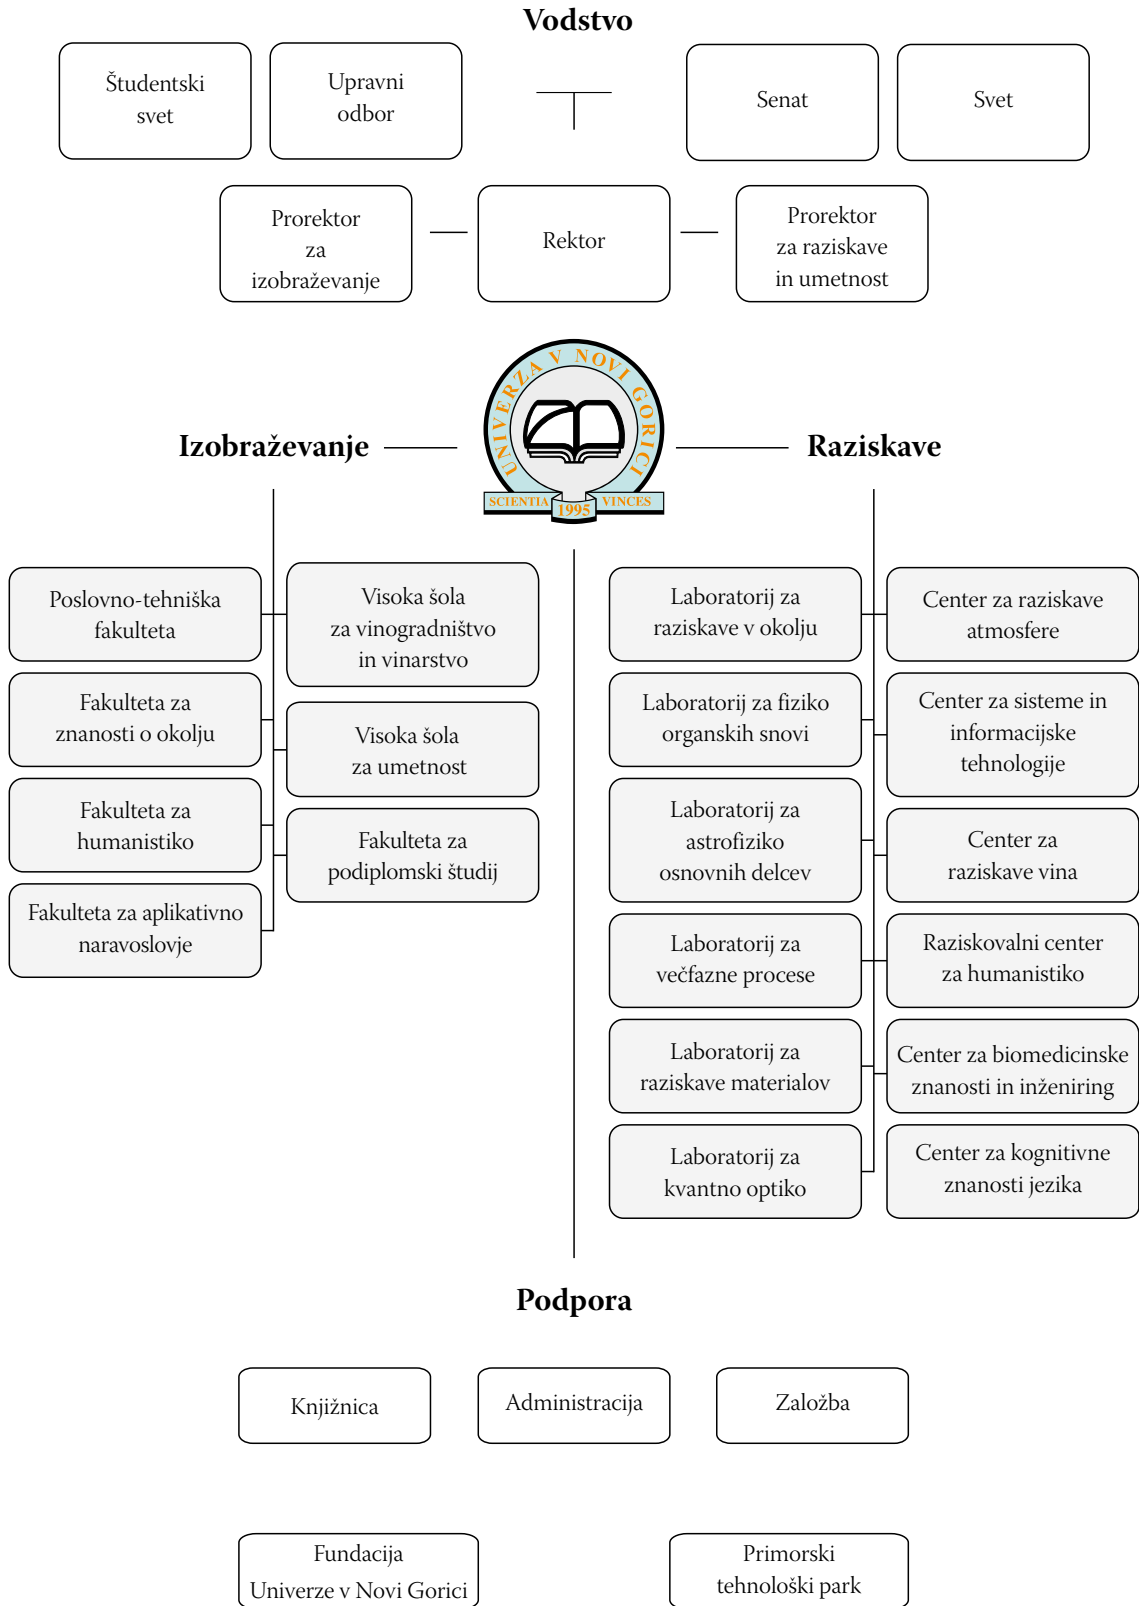 Vodstvo
Študentski
svet
Upravni
odbor
Senat
Svet
Prorektor
za
izobraževanje
Rektor
Prorektor
za raziskave
in umetnost
UNIVERZA V NOVI GORICI
SCIENTIA
1995
VINCES
Izobraževanje
Raziskave
Poslovno-tehniška
fakulteta
Visoka šola
za vinogradništvo
in vinarstvo
Fakulteta za
znanosti o okolju
Visoka šola
za umetnost
Fakulteta za
humanistiko
Fakulteta za
podiplomski študij
Fakulteta za aplikativno
naravoslovje
Laboratorij za
raziskave v okolju
Center za raziskave
atmosfere
Laboratorij za fiziko
organskih snovi
Center za sisteme in
informacijske
tehnologije
Laboratorij za
astrofiziko
osnovnih delcev
Center za
raziskave vina
Laboratorij za
večfazne procese
Raziskovalni center
za humanistiko
Laboratorij za
raziskave materialov
Center za biomedicinske
znanosti in inženiring
Laboratorij za
kvantno optiko
Center za kognitivne
znanosti jezika
Podpora
Knjižnica
Administracija
Založba
Fundacija
Univerze v Novi Gorici
Primorski
tehnološki park